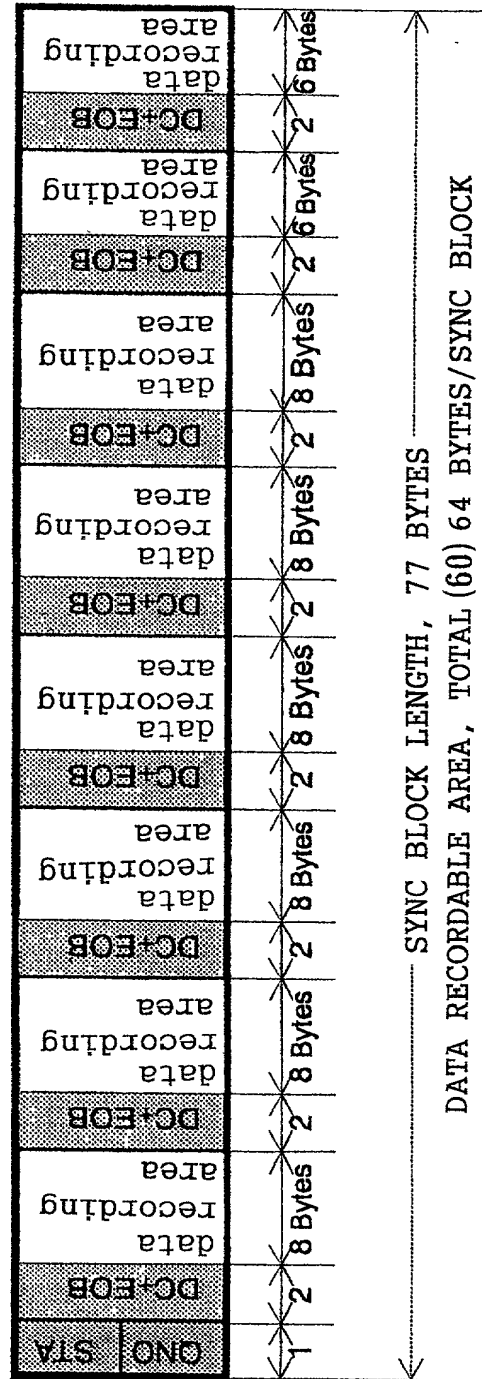 QNO STA
DC+EOB
data
recording
area
DC+EOB
data
recording
area
DC+EOB
data
recording
area
DC+EOB
data
recording
area
DC+EOB
data
recording
area
DC+EOB
data
recording
area
DC+EOB
data
recording
area
DC+EOB
data
recording
area
1 2 8 Bytes 2 8 Bytes 2 8 Bytes 2 8 Bytes 2 8 Bytes 2 8 Bytes 2 6 Bytes 2 6 Bytes
SYNC BLOCK LENGTH, 77 BYTES
DATA RECORDABLE AREA, TOTAL (60) 64 BYTES/SYNC BLOCK